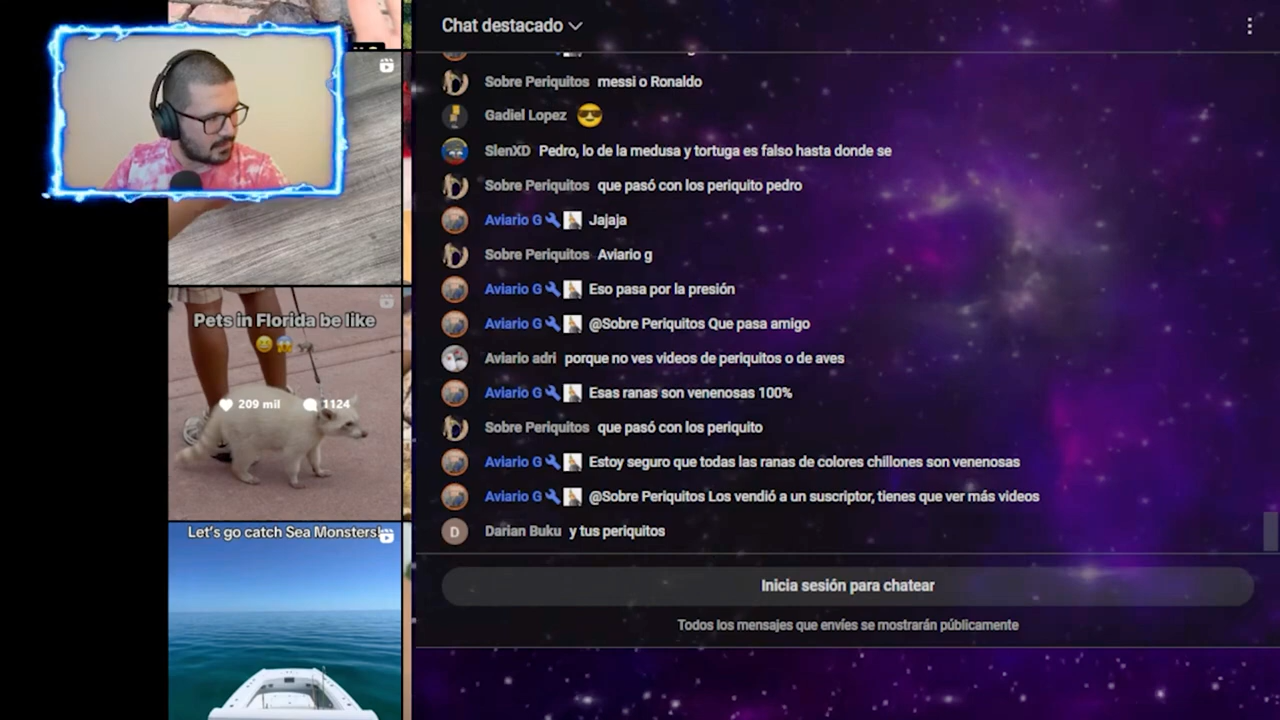 Chat destacado
Sobre Periquitos messi o Ronaldo
Gadiel Lopez 😎
SlenXD Pedro, lo de la medusa y tortuga es falso hasta donde se
Sobre Periquitos que pasó con los periquito pedro
Aviario G Jajaja
Sobre Periquitos Aviario g
Aviario G Eso pasa por la presión
Aviario G @Sobre Periquitos Que pasa amigo
Aviario adri porque no ves videos de periquitos o de aves
Aviario G Esas ranas son venenosas 100%
Sobre Periquitos que pasó con los periquito
Aviario G Estoy seguro que todas las ranas de colores chillones son venenosas
Aviario G @Sobre Periquitos Los vendió a un suscriptor, tienes que ver más videos
D Darian Buku y tus periquitos
Inicia sesión para chatear
Todos los mensajes que envíes se mostrarán públicamente
Pets in Florida be like
😆😱🦝
209 mil 1124
Let's go catch Sea Monsters!